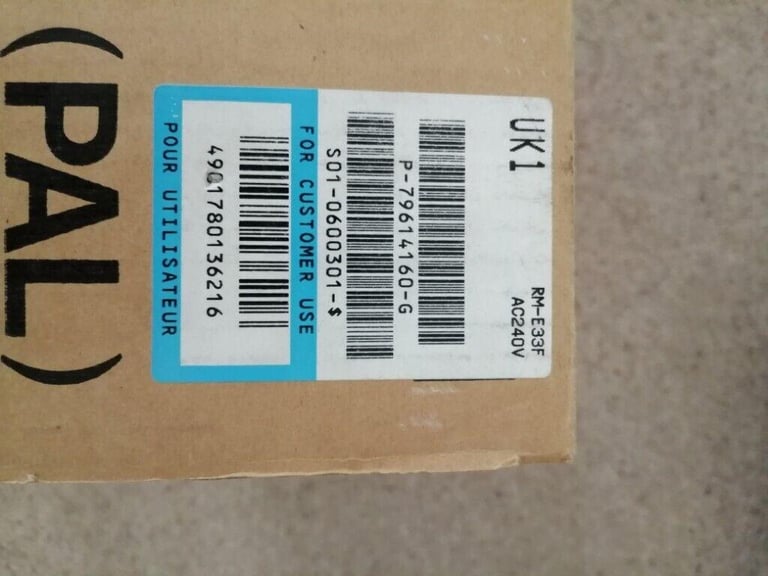 UK1
RM-E33F
AC240V
P-79614160-G
S01-0600301-$
FOR CUSTOMER USE
4901780136216
POUR UTILISATEUR
(PAL)